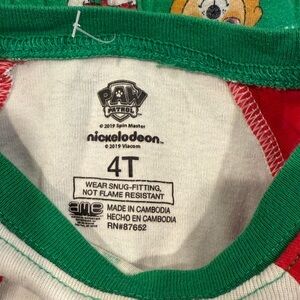 PAW
PATROL
© 2019 Spin Master
nickelodeon
© 2019 Viacom
4T
WEAR SNUG-FITTING,
NOT FLAME RESISTANT
ame
MADE IN CAMBODIA
HECHO EN CAMBODIA
RN#87652